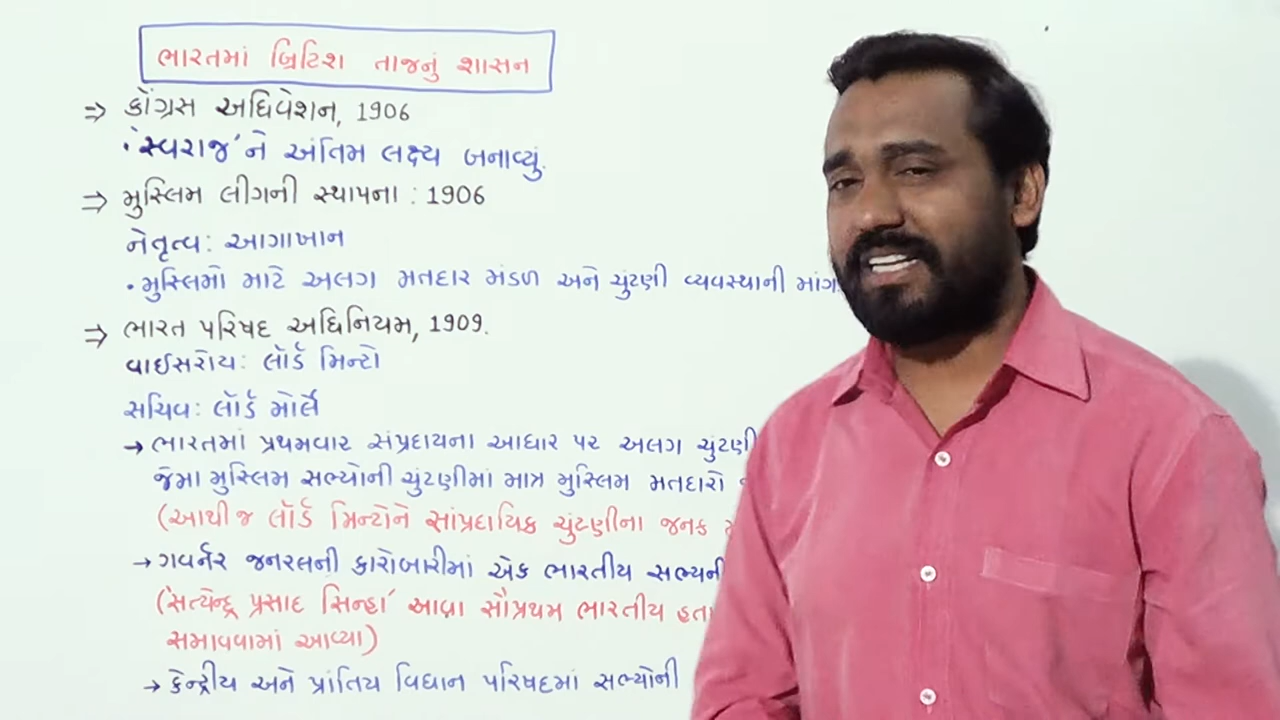 ભારતમાં બ્રિટિશ તાજનું શાસન
⇒ કોંગ્રેસ અધિવેશન, 1906
• 'સ્વરાજ' ને અંતિમ લક્ષ્ય બનાવ્યું.
⇒ મુસ્લિમ લીગની સ્થાપના : 1906
નેતૃત્વ: આગાખાન
• મુસ્લિમો માટે અલગ મતદાર મંડળ અને ચુંટણી વ્યવસ્થાની માંગ
⇒ ભારત પરિષદ અધિનિયમ, 1909.
વાઈસરોય: લૉર્ડ મિન્ટો
સચિવ: લૉર્ડ મોર્લે
→ ભારતમાં પ્રથમવાર સંપ્રદાયના આધાર પર અલગ ચુંટણી
જેમા મુસ્લિમ સભ્યોની ચુંટણીમાં માત્ર મુસ્લિમ મતદારો
(આથી જ લૉર્ડ મિન્ટોને સાંપ્રદાયિક ચુંટણીના જનક
→ ગવર્નર જનરલની કારોબારીમાં એક ભારતીય સભ્યની
('સત્યેન્દ્ર પ્રસાદ સિન્હા' આવા સૌપ્રથમ ભારતીય હતા
સમાવવામાં આવ્યા)
→ કેન્દ્રીય અને પ્રાંતિય વિધાન પરિષદમાં સભ્યોની